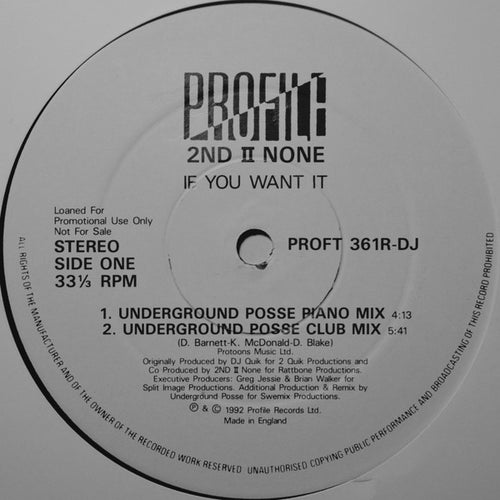 PROFILE
2ND II NONE
IF YOU WANT IT
Loaned For
Promotional Use Only
Not For Sale
STEREO
SIDE ONE
33⅓ RPM
PROFT 361R-DJ
1. UNDERGROUND POSSE PIANO MIX 4:13
2. UNDERGROUND POSSE CLUB MIX 5:41
(D. Barnett-K. McDonald-D. Blake)
Protoons Music Ltd.
Originally Produced by DJ Quik for 2 Quik Productions and
Co Produced by 2ND II None for Rattbone Productions.
Executive Producers: Greg Jessie & Brian Walker for
Split Image Productions. Additional Production & Remix by
Underground Posse for Swemix Productions.
℗ & © 1992 Profile Records Ltd.
Made in England
ALL RIGHTS OF THE MANUFACTURER AND OF THE OWNER OF THE RECORDED WORK RESERVED. UNAUTHORISED COPYING PUBLIC PERFORMANCE AND BROADCASTING OF THIS RECORD PROHIBITED